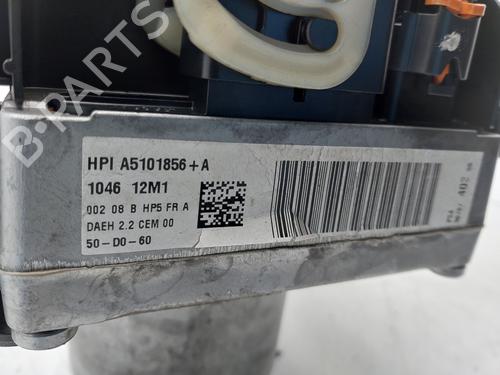 B-PARTS
HPI A5101856+A
1046 12M1
002 08 B HP5 FR A
DAEH 2.2 CEM 00
50-D0-60